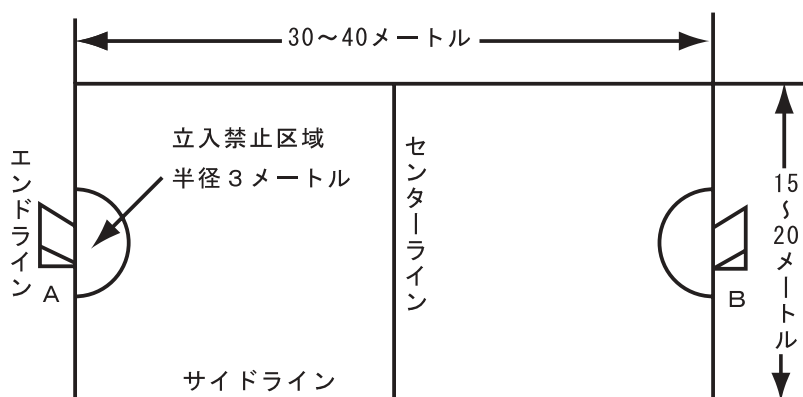 30～40メートル
立入禁止区域
半径3メートル
エンドライン
センターライン
15～20メートル
A
B
サイドライン